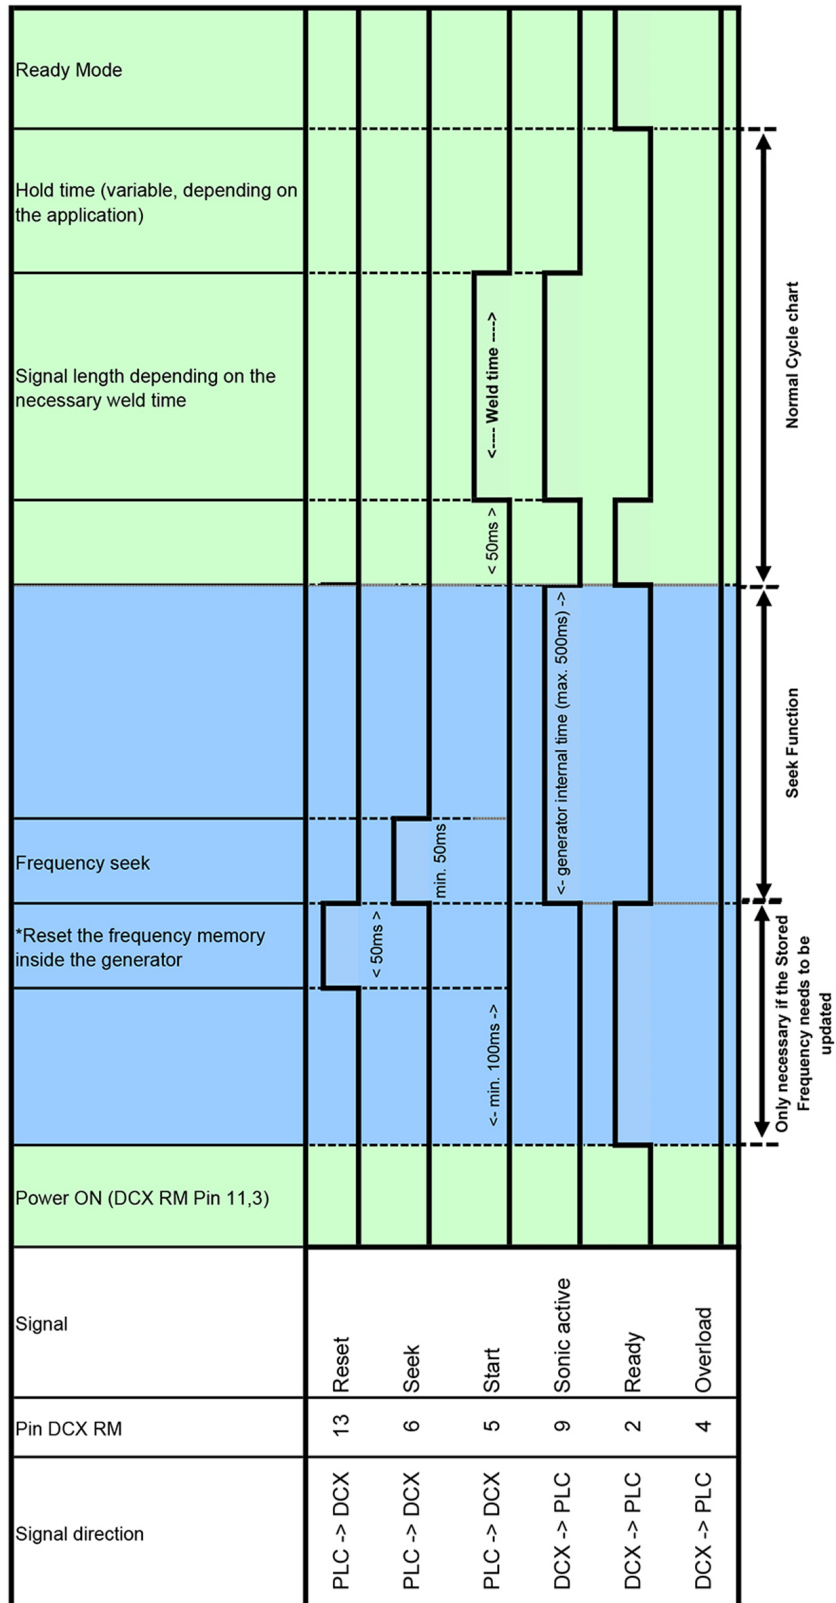 Ready Mode
Hold time (variable, depending on
the application)
Signal length depending on the
necessary weld time
<---- Weld time ---->
< 50ms >
Normal Cycle chart
<- generator internal time (max. 500ms) ->
Seek Function
Frequency seek
min. 50ms
*Reset the frequency memory
inside the generator
< 50ms >
<- min. 100ms ->
Only necessary if the Stored
Frequency needs to be
updated
Power ON (DCX RM Pin 11,3)
Signal
Reset
Seek
Start
Sonic active
Ready
Overload
Pin DCX RM
13
6
5
9
2
4
Signal direction
PLC -> DCX
PLC -> DCX
PLC -> DCX
DCX -> PLC
DCX -> PLC
DCX -> PLC